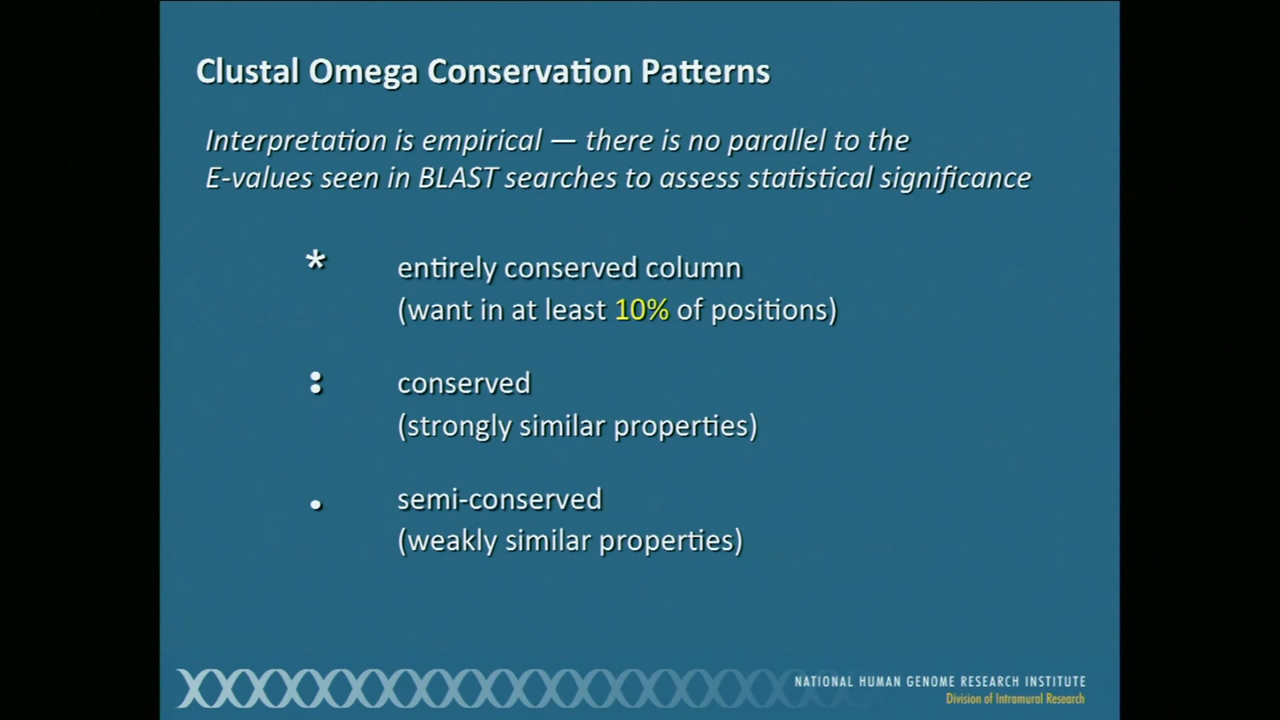 Clustal Omega Conservation Patterns
Interpretation is empirical — there is no parallel to the
E-values seen in BLAST searches to assess statistical significance
* entirely conserved column
(want in at least 10% of positions)
: conserved
(strongly similar properties)
. semi-conserved
(weakly similar properties)
NATIONAL HUMAN GENOME RESEARCH INSTITUTE
Division of Intramural Research